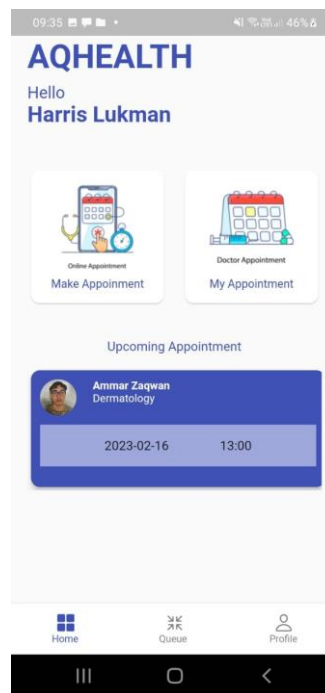 09:35 46%
AQHEALTH
Hello
Harris Lukman
Online Appointment
Make Appoinment
Doctor Appointment
My Appointment
Upcoming Appointment
Ammar Zaqwan
Dermatology
2023-02-16 13:00
Home
Queue
Profile